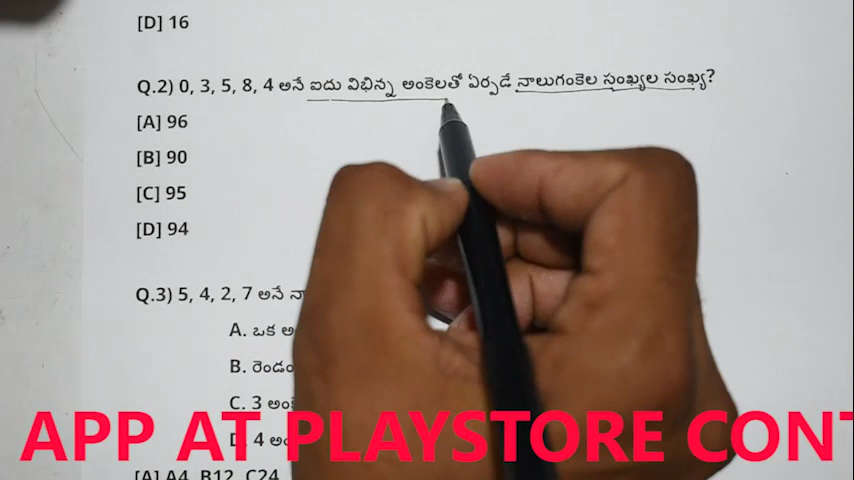 [D] 16
Q.2) 0, 3, 5, 8, 4 అనే ఐదు విభిన్న అంకెలతో ఏర్పడే నాలుగంకెల సంఖ్యల సంఖ్య?
[A] 96
[B] 90
[C] 95
[D] 94
Q.3) 5, 4, 2, 7 అనే
A. ఒక
B.
C. 3
4
APP AT PLAYSTORE CONT
[A] A4, B12, C24